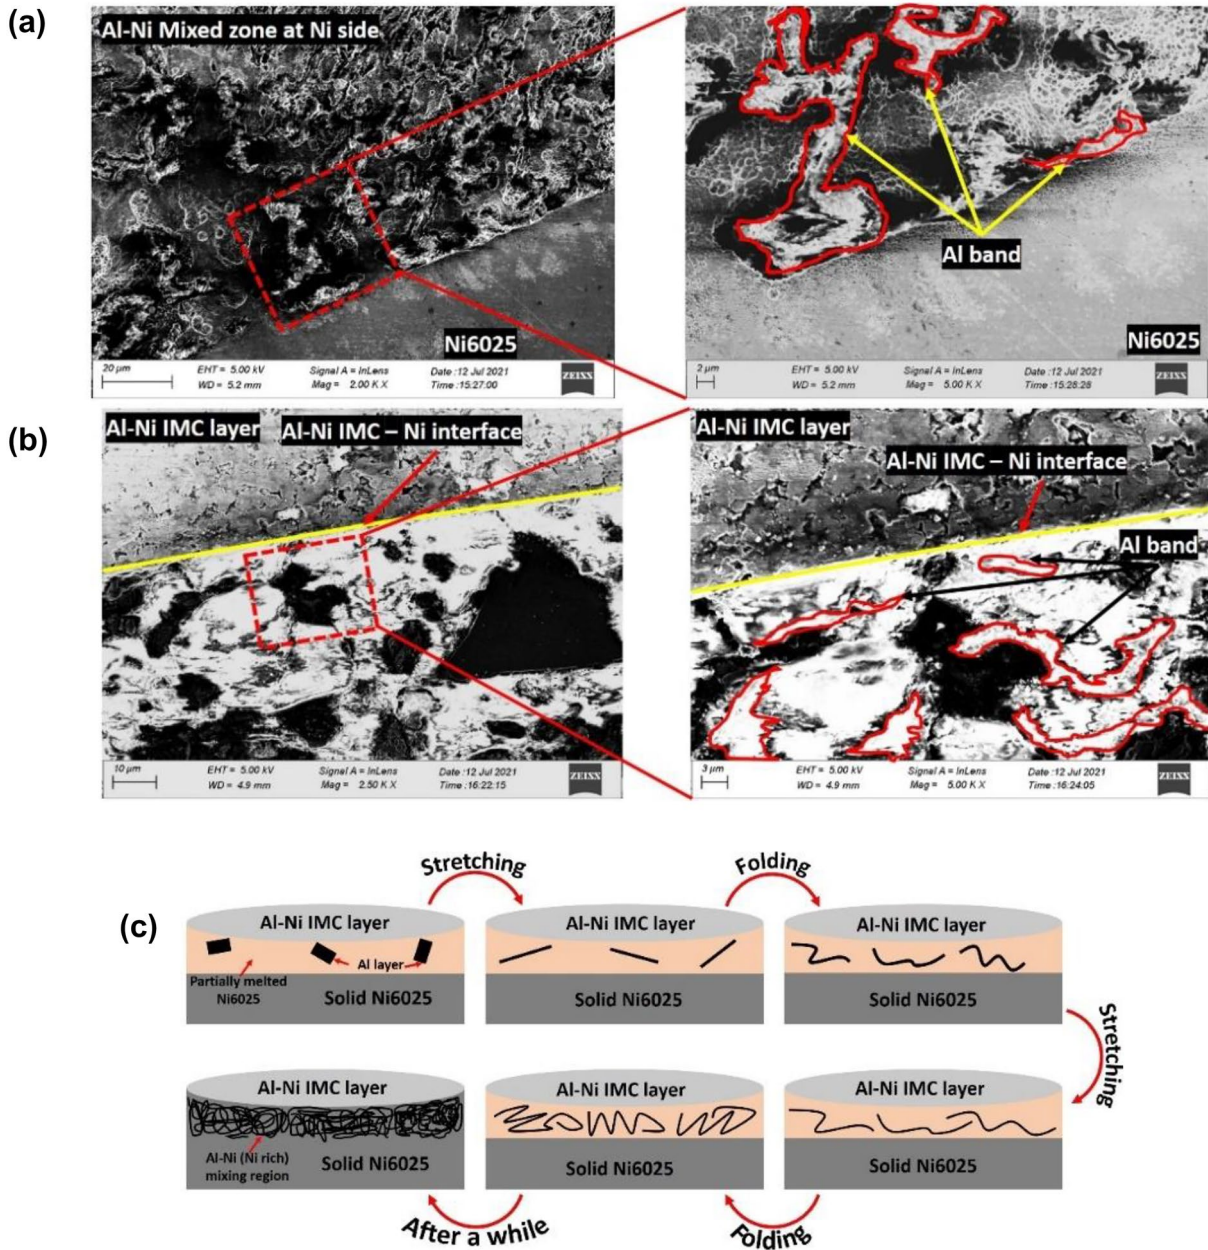 (a)
Al-Ni Mixed zone at Ni side
Ni6025
20 μm
EHT = 5.00 kV
WD = 5.2 mm
Signal A = InLens
Mag = 2.00 K X
Date :12 Jul 2021
Time :15:27:00
ZEISS
Al band
Ni6025
2 μm
EHT = 5.00 kV
WD = 5.2 mm
Signal A = InLens
Mag = 5.00 K X
Date :12 Jul 2021
Time :15:28:28
ZEISS
(b)
Al-Ni IMC layer
Al-Ni IMC – Ni interface
10 μm
EHT = 5.00 kV
WD = 4.9 mm
Signal A = InLens
Mag = 2.50 K X
Date :12 Jul 2021
Time :16:22:15
ZEISS
Al-Ni IMC layer
Al-Ni IMC – Ni interface
Al band
3 μm
EHT = 5.00 kV
WD = 4.9 mm
Signal A = InLens
Mag = 5.00 K X
Date :12 Jul 2021
Time :16:24:05
ZEISS
(c)
Stretching
Folding
Al-Ni IMC layer
Al layer
Partially melted
Ni6025
Solid Ni6025
Al-Ni IMC layer
Solid Ni6025
Al-Ni IMC layer
Solid Ni6025
Stretching
Al-Ni IMC layer
Al-Ni (Ni rich)
mixing region
Solid Ni6025
Al-Ni IMC layer
Solid Ni6025
Al-Ni IMC layer
Solid Ni6025
After a while
Folding